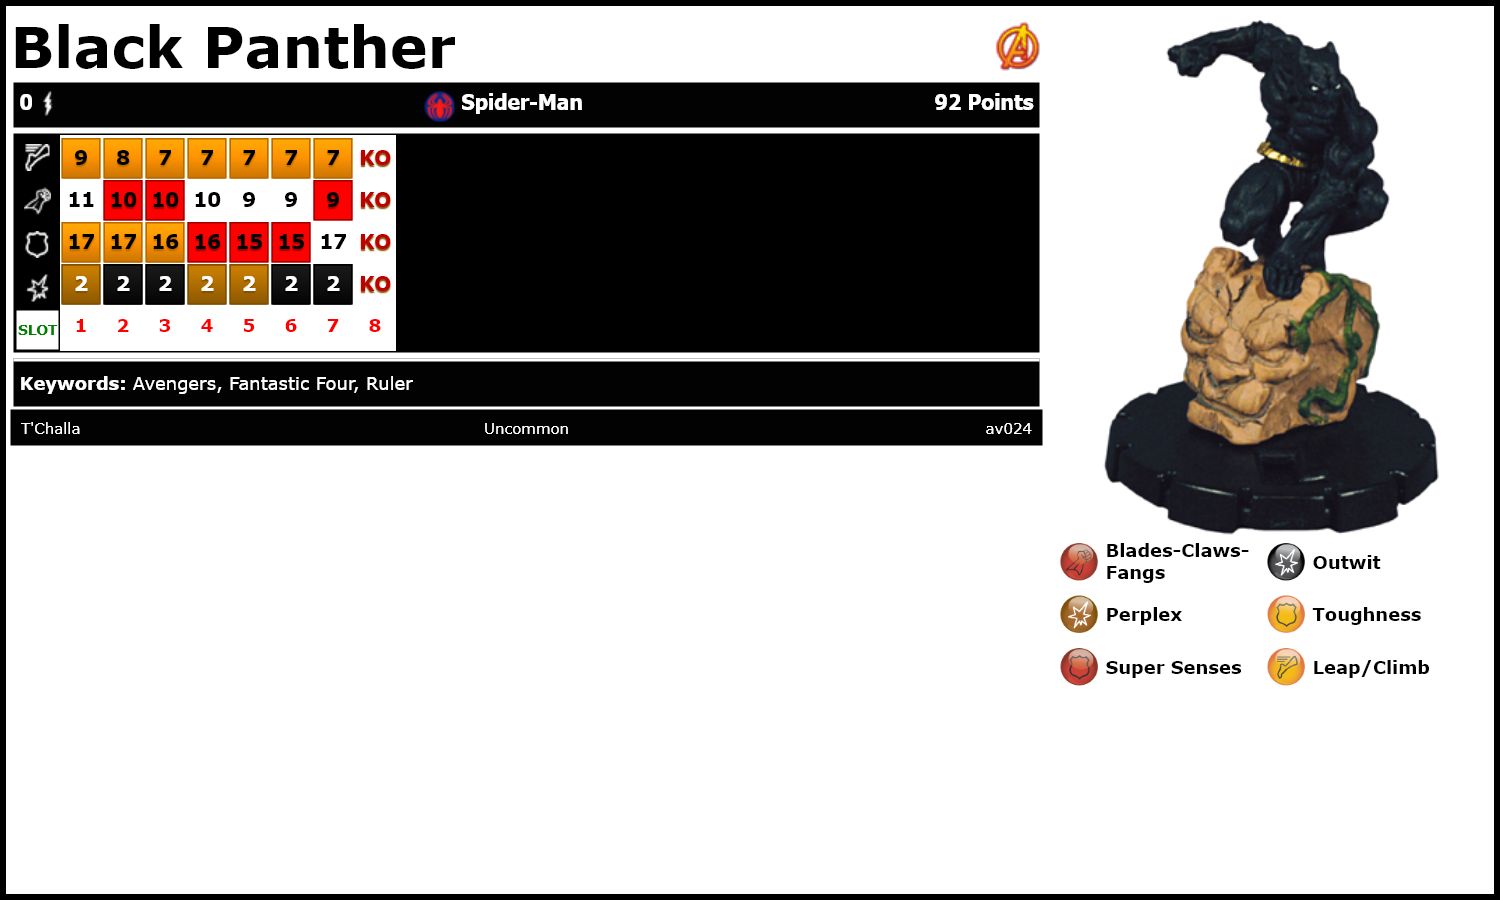 Black Panther
0 Spider-Man 92 Points
9 8 7 7 7 7 7 KO
11 10 10 10 9 9 9 KO
17 17 16 16 15 15 17 KO
2 2 2 2 2 2 2 KO
SLOT 1 2 3 4 5 6 7 8
Keywords: Avengers, Fantastic Four, Ruler
T'Challa Uncommon av024
Blades-Claws-
Fangs
Outwit
Perplex
Toughness
Super Senses
Leap/Climb